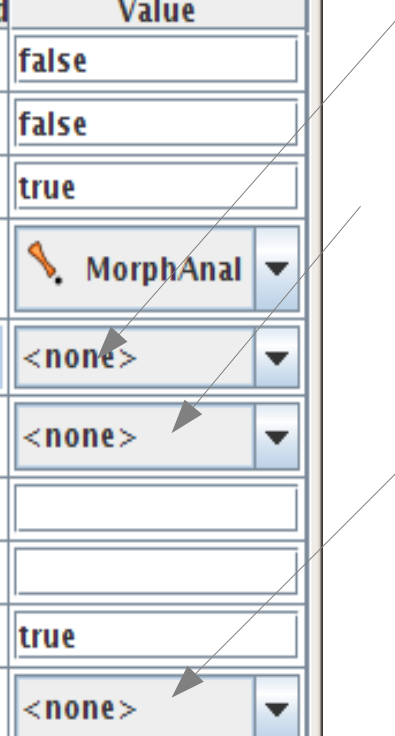 Value
false
false
true
MorphAnal
<none>
<none>
true
<none>